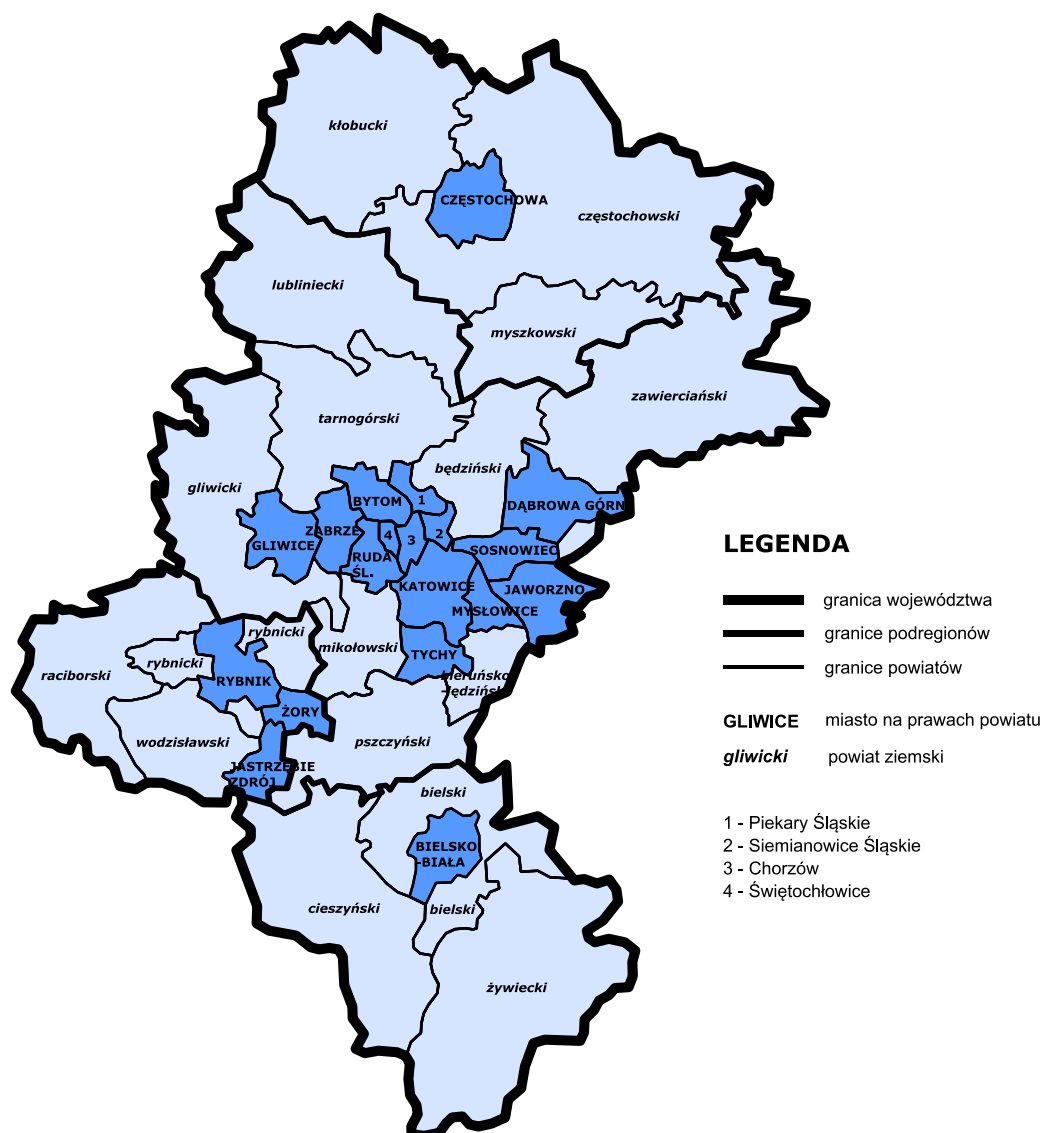 kłobucki
CZĘSTOCHOWA
częstochowski
lubliniecki
myszkowski
zawierciański
tarnogórski
będziński
gliwicki
BYTOM
1
DĄBROWA GÓRN
ZABRZE
4
3
2
GLIWICE
RUDA
ŚL.
SOSNOWIEC
KATOWICE
JAWORZNO
MYSŁOWICE
rybnicki
mikołowski
TYCHY
rybnicki
raciborski
RYBNIK
bieruńsko
-lędziński
ŻORY
wodzisławski
pszczyński
JASTRZĘBIE
ZDRÓJ
bielski
BIELSKO
-BIAŁA
cieszyński
bielski
żywiecki
LEGENDA
granica województwa
granice podregionów
granice powiatów
GLIWICE miasto na prawach powiatu
gliwicki powiat ziemski
1 - Piekary Śląskie
2 - Siemianowice Śląskie
3 - Chorzów
4 - Świętochłowice